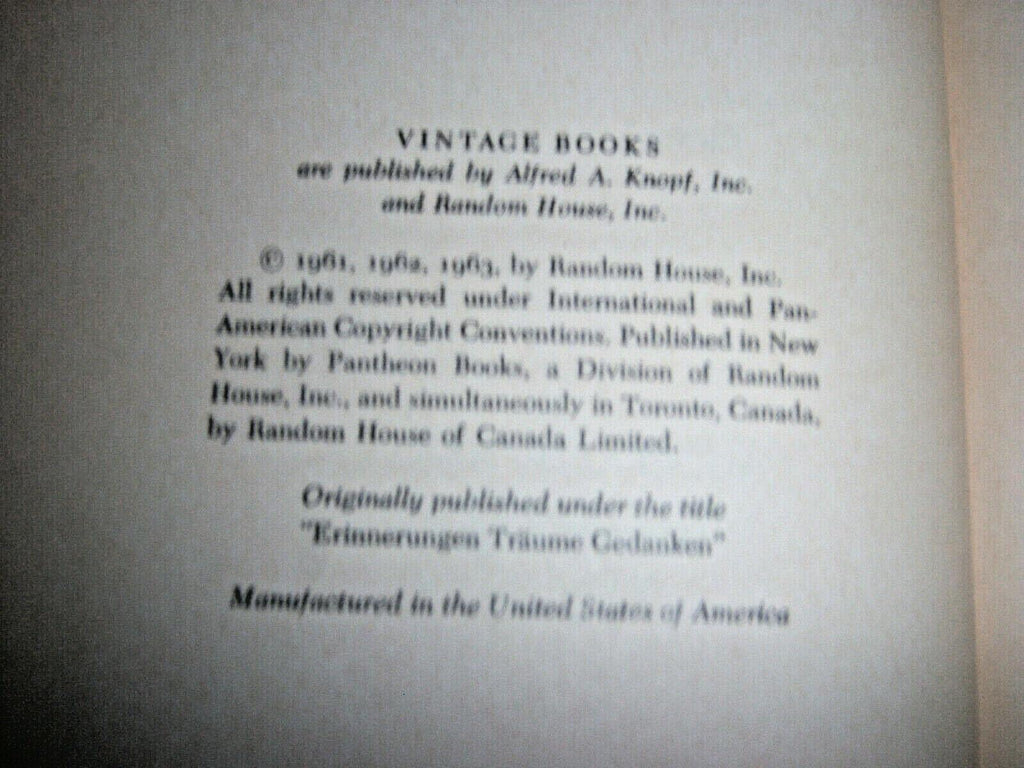 VINTAGE BOOKS
are published by Alfred A. Knopf, Inc.
and Random House, Inc.
© 1961, 1962, 1963, by Random House, Inc.
All rights reserved under International and Pan-
American Copyright Conventions. Published in New
York by Pantheon Books, a Division of Random
House, Inc., and simultaneously in Toronto, Canada,
by Random House of Canada Limited.
Originally published under the title
"Erinnerungen Träume Gedanken"
Manufactured in the United States of America